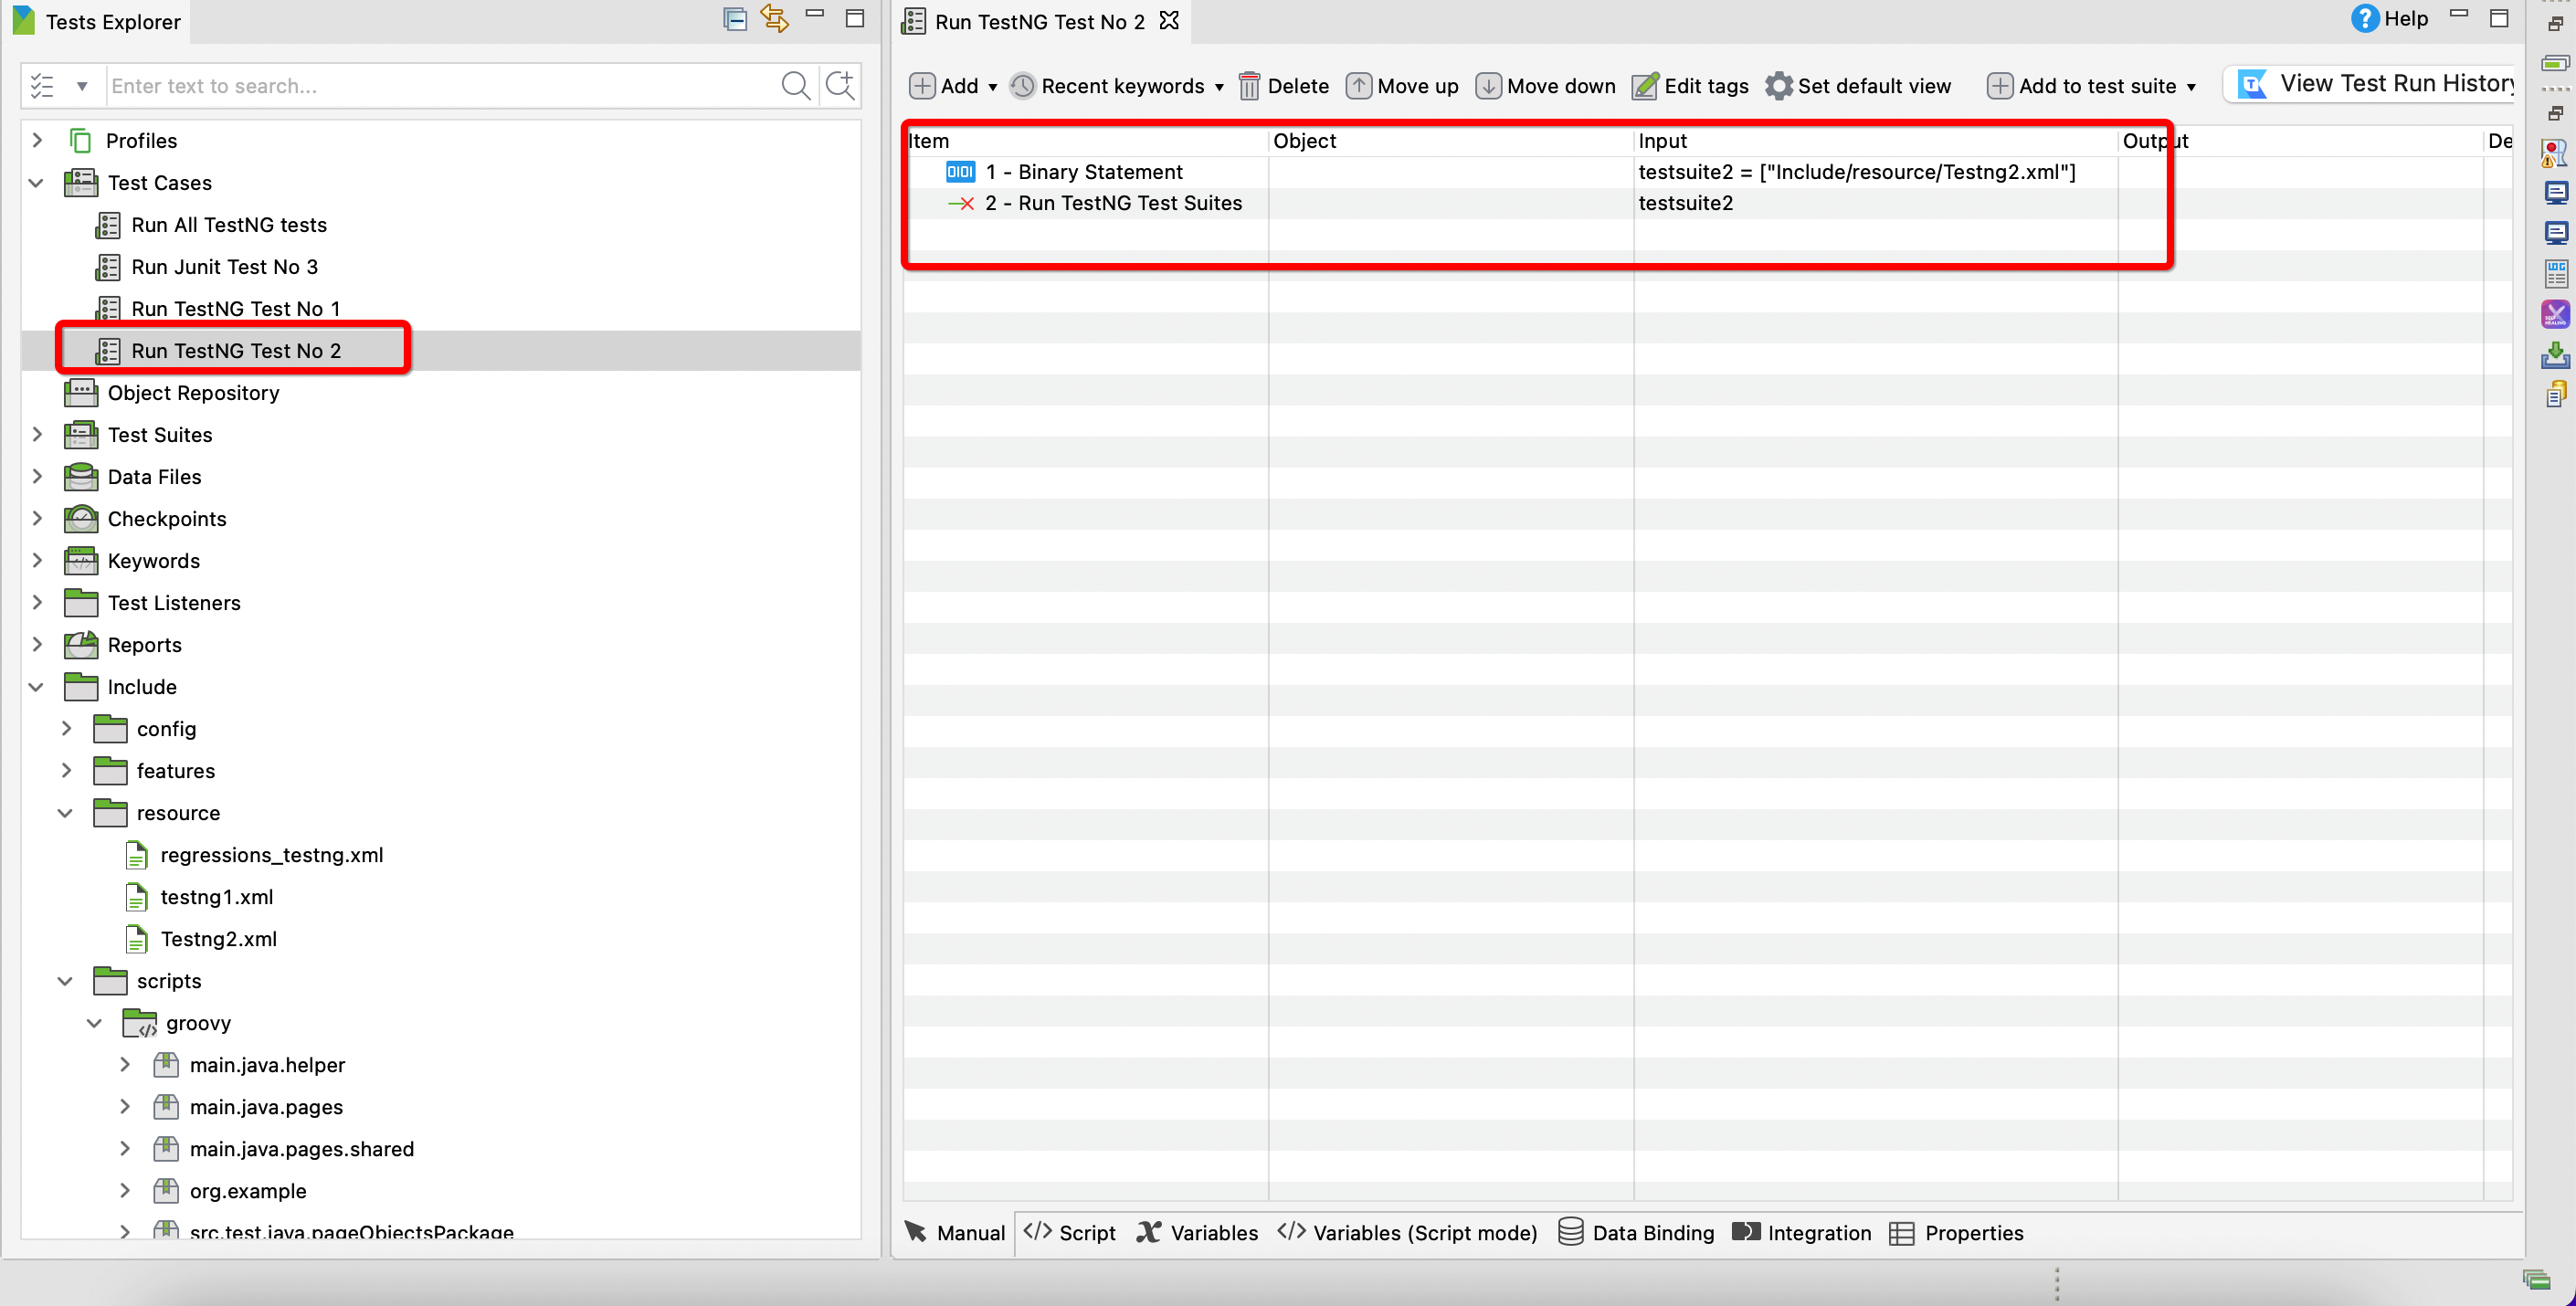 Tests Explorer
Enter text to search...
Profiles
Test Cases
Run All TestNG tests
Run Junit Test No 3
Run TestNG Test No 1
Run TestNG Test No 2
Object Repository
Test Suites
Data Files
Checkpoints
Keywords
Test Listeners
Reports
Include
config
features
resource
regressions_testng.xml
testng1.xml
Testng2.xml
scripts
groovy
main.java.helper
main.java.pages
main.java.pages.shared
org.example
src.test.java.pageObjectsPackage
Run TestNG Test No 2
Help
Add Recent keywords Delete Move up Move down Edit tags Set default view Add to test suite View Test Run History
Item Object Input Output De
1 - Binary Statement testsuite2 = ["Include/resource/Testng2.xml"]
2 - Run TestNG Test Suites testsuite2
Manual Script Variables Variables (Script mode) Data Binding Integration Properties